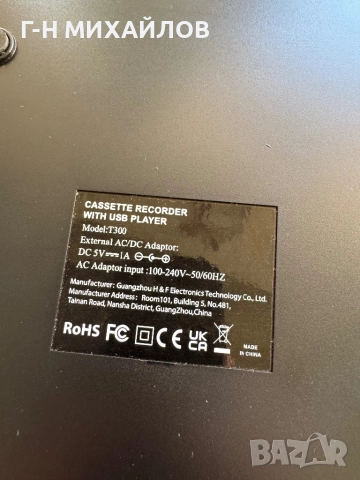 Г-Н МИХАЙЛОВ
CASSETTE RECORDER
WITH USB PLAYER
Model:T300
External AC/DC Adaptor:
DC 5V⎓1A
AC Adaptor input :100-240V~50/60HZ
Manufacturer: Guangzhou H & F Electronics Technology Co., Ltd.
Manufacturer Address : Room101, Building 5, No.481,
Tainan Road, Nansha District, GuangZhou,China
RoHS FC CE UK CA MADE IN CHINA
BAZAR
bg